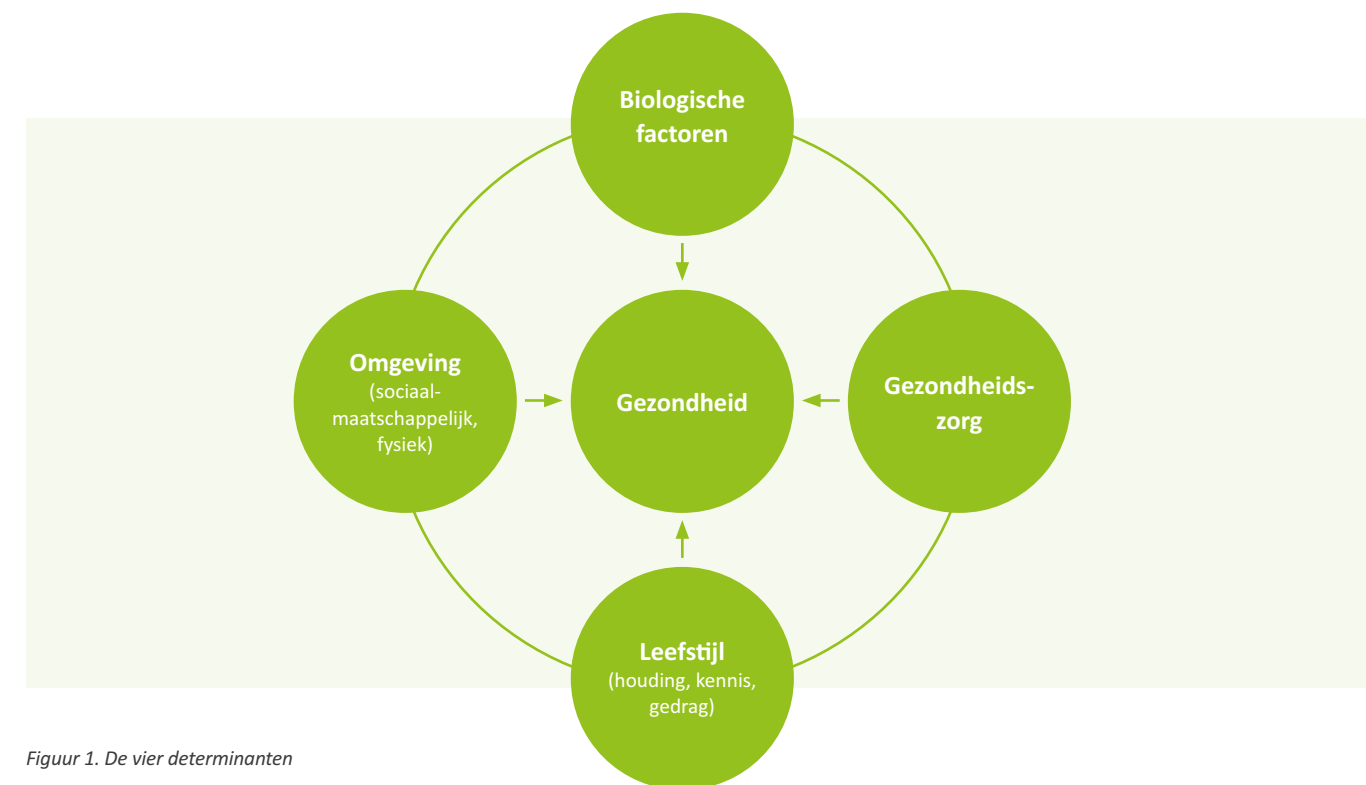 Biologische
factoren
Omgeving
(sociaal-
maatschappelijk,
fysiek)
Gezondheid
Gezondheids-
zorg
Leefstijl
(houding, kennis,
gedrag)
Figuur 1. De vier determinanten